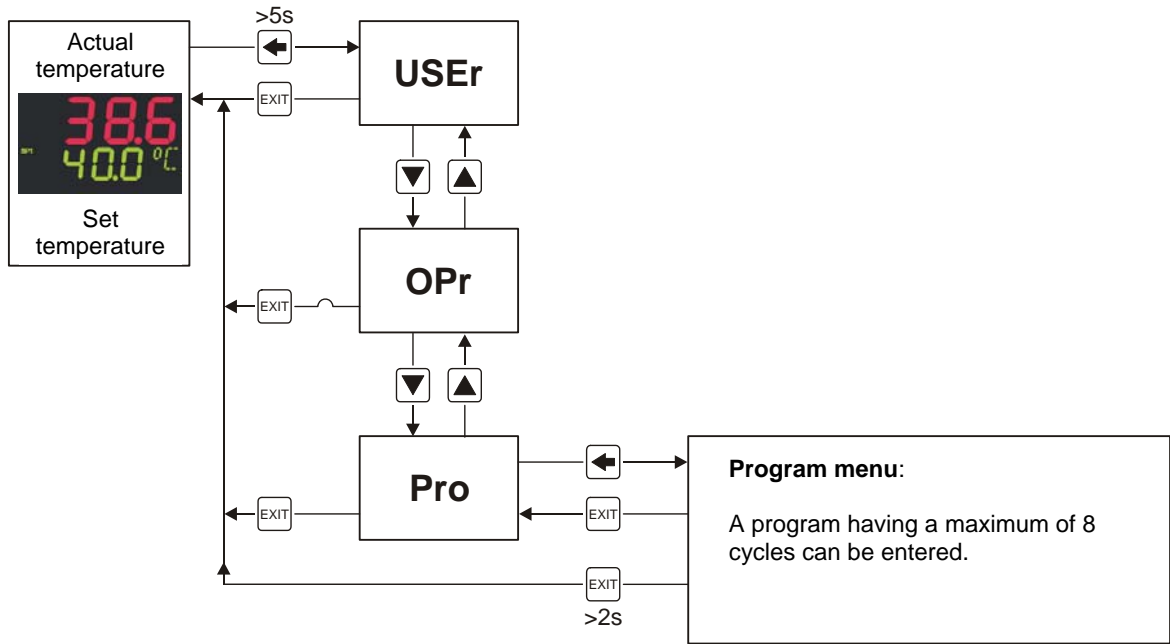 >5s
Actual
temperature
EXIT
USEr
38.6
40.0 °C
Set
temperature
OPr
EXIT
Pro
EXIT
Program menu:
A program having a maximum of 8
cycles can be entered.
EXIT
EXIT
>2s